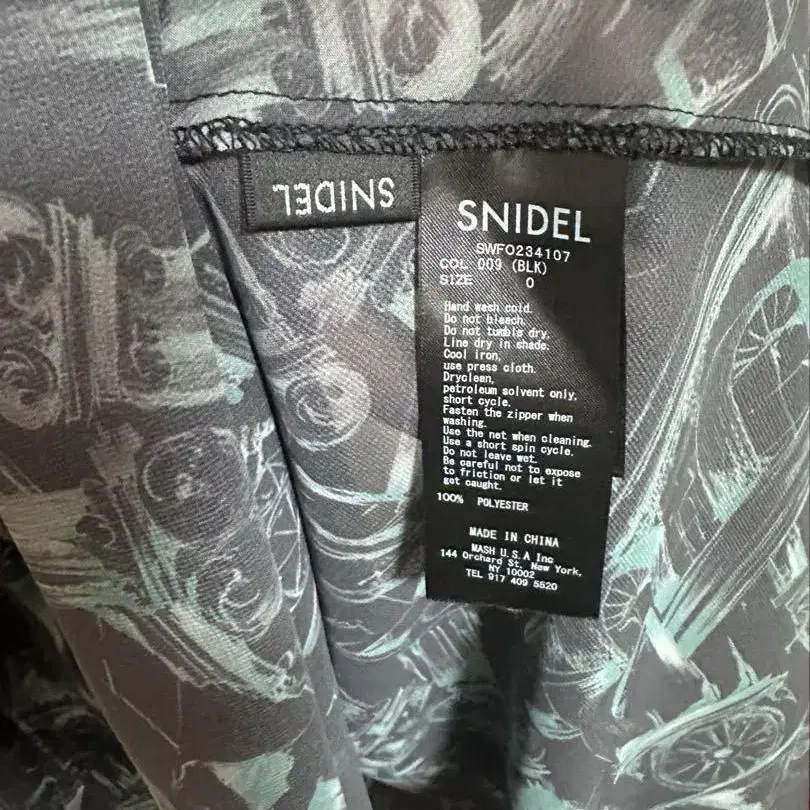 SNIDEL
SNIDEL
SWFO234107
COL 009 (BLK)
SIZE 0
Hand wash cold.
Do not bleach.
Do not tumble dry.
Line dry in shade.
Cool iron,
use press cloth.
Dryclean,
petroleum solvent only,
short cycle.
Fasten the zipper when
washing.
Use the net when cleaning.
Use a short spin cycle.
Do not leave wet.
Be careful not to expose
to friction or let it
get caught.
100% POLYESTER
MADE IN CHINA
MASH U.S.A Inc
144 Orchard St, New York,
NY 10002
TEL 917 409 5520